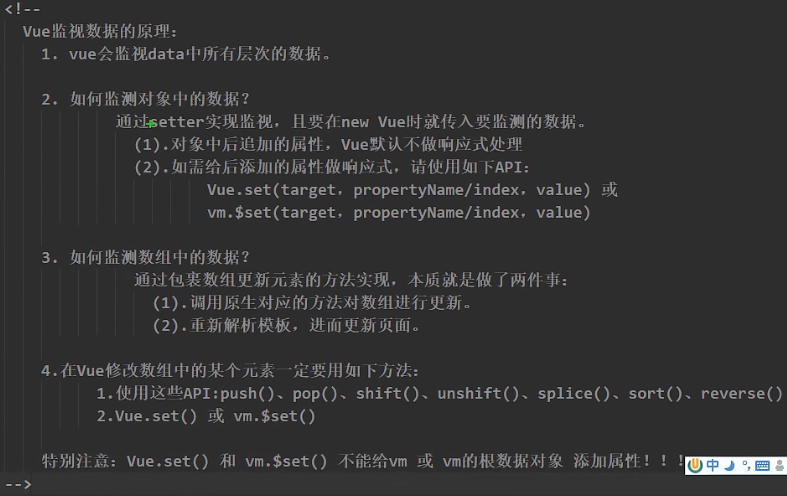 <!--
Vue监视数据的原理:
1. vue会监视data中所有层次的数据。
2. 如何监测对象中的数据?
通过setter实现监视，且要在new Vue时就传入要监测的数据。
(1).对象中后追加的属性，Vue默认不做响应式处理
(2).如需给后添加的属性做响应式，请使用如下API:
Vue.set(target，propertyName/index，value) 或
vm.$set(target，propertyName/index，value)
3. 如何监测数组中的数据?
通过包裹数组更新元素的方法实现，本质就是做了两件事:
(1).调用原生对应的方法对数组进行更新。
(2).重新解析模板，进而更新页面。
4.在Vue修改数组中的某个元素一定要用如下方法:
1.使用这些API:push()、pop()、shift()、unshift()、splice()、sort()、reverse()
2.Vue.set() 或 vm.$set()
特别注意: Vue.set() 和 vm.$set() 不能给vm 或 vm的根数据对象 添加属性!!!
中
-->